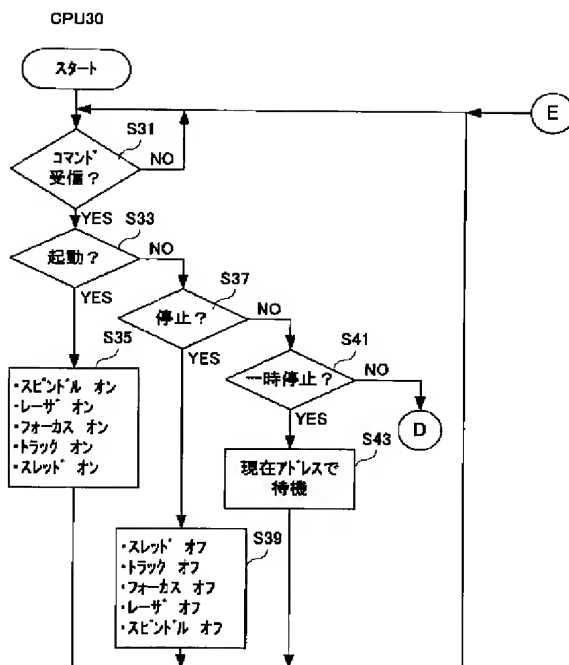 CPU30
スタート
E
S31
コマンド
受信？
NO
YES
S33
起動？
NO
YES
S37
停止？
NO
YES
S41
一時停止？
NO
YES
D
S35
・スピンドル オン
・レーザ オン
・フォーカス オン
・トラック オン
・スレッド オン
S43
現在アドレスで
待機
S39
・スレッド オフ
・トラック オフ
・フォーカス オフ
・レーザ オフ
・スピンドル オフ